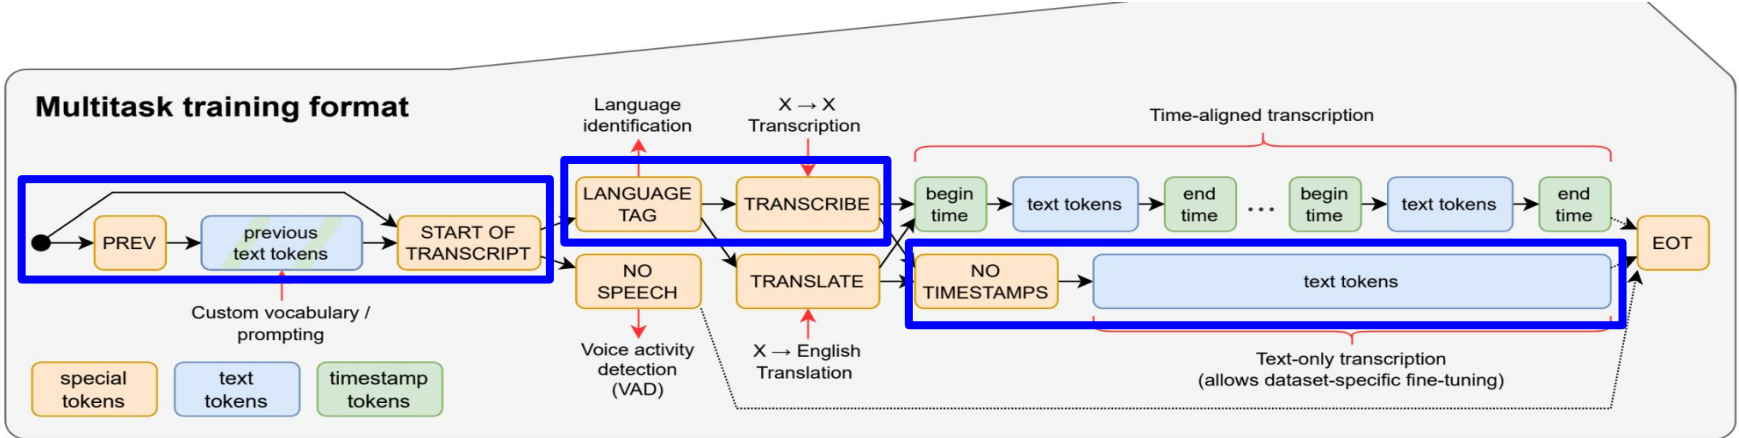 Multitask training format
Language
identification
X → X
Transcription
Time-aligned transcription
PREV
previous
text tokens
START OF
TRANSCRIPT
LANGUAGE
TAG
TRANSCRIBE
begin
time
text tokens
end
time
...
begin
time
text tokens
end
time
EOT
NO
SPEECH
TRANSLATE
NO
TIMESTAMPS
text tokens
Custom vocabulary /
prompting
Voice activity
detection
(VAD)
X → English
Translation
Text-only transcription
(allows dataset-specific fine-tuning)
special
tokens
text
tokens
timestamp
tokens